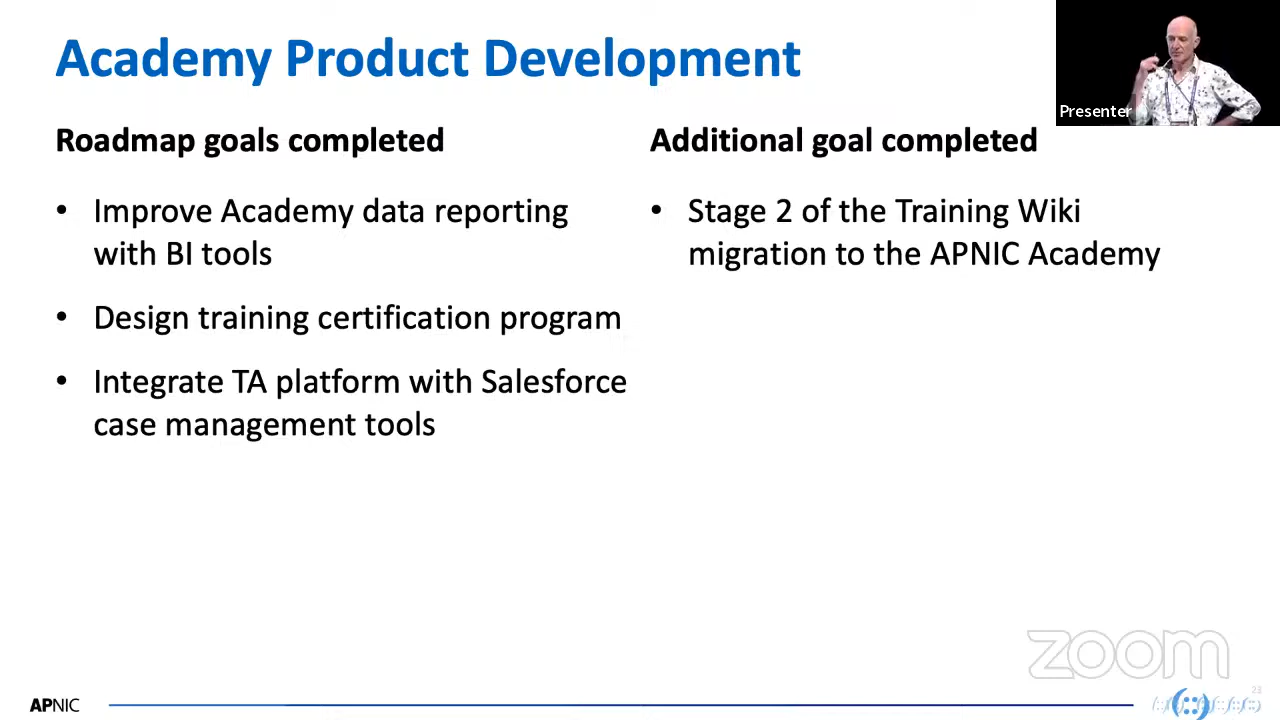 Academy Product Development
Presenter
Roadmap goals completed
• Improve Academy data reporting
with BI tools
• Design training certification program
• Integrate TA platform with Salesforce
case management tools
Additional goal completed
• Stage 2 of the Training Wiki
migration to the APNIC Academy
zoom
APNIC
23